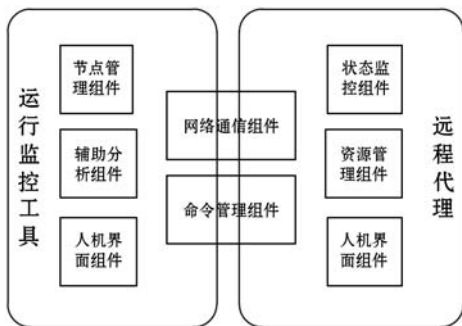 运行监控工具
节点管
理组件
辅助分
析组件
人机界
面组件
网络通信组件
命令管理组件
状态监
控组件
资源管
理组件
人机界
面组件
远程代理